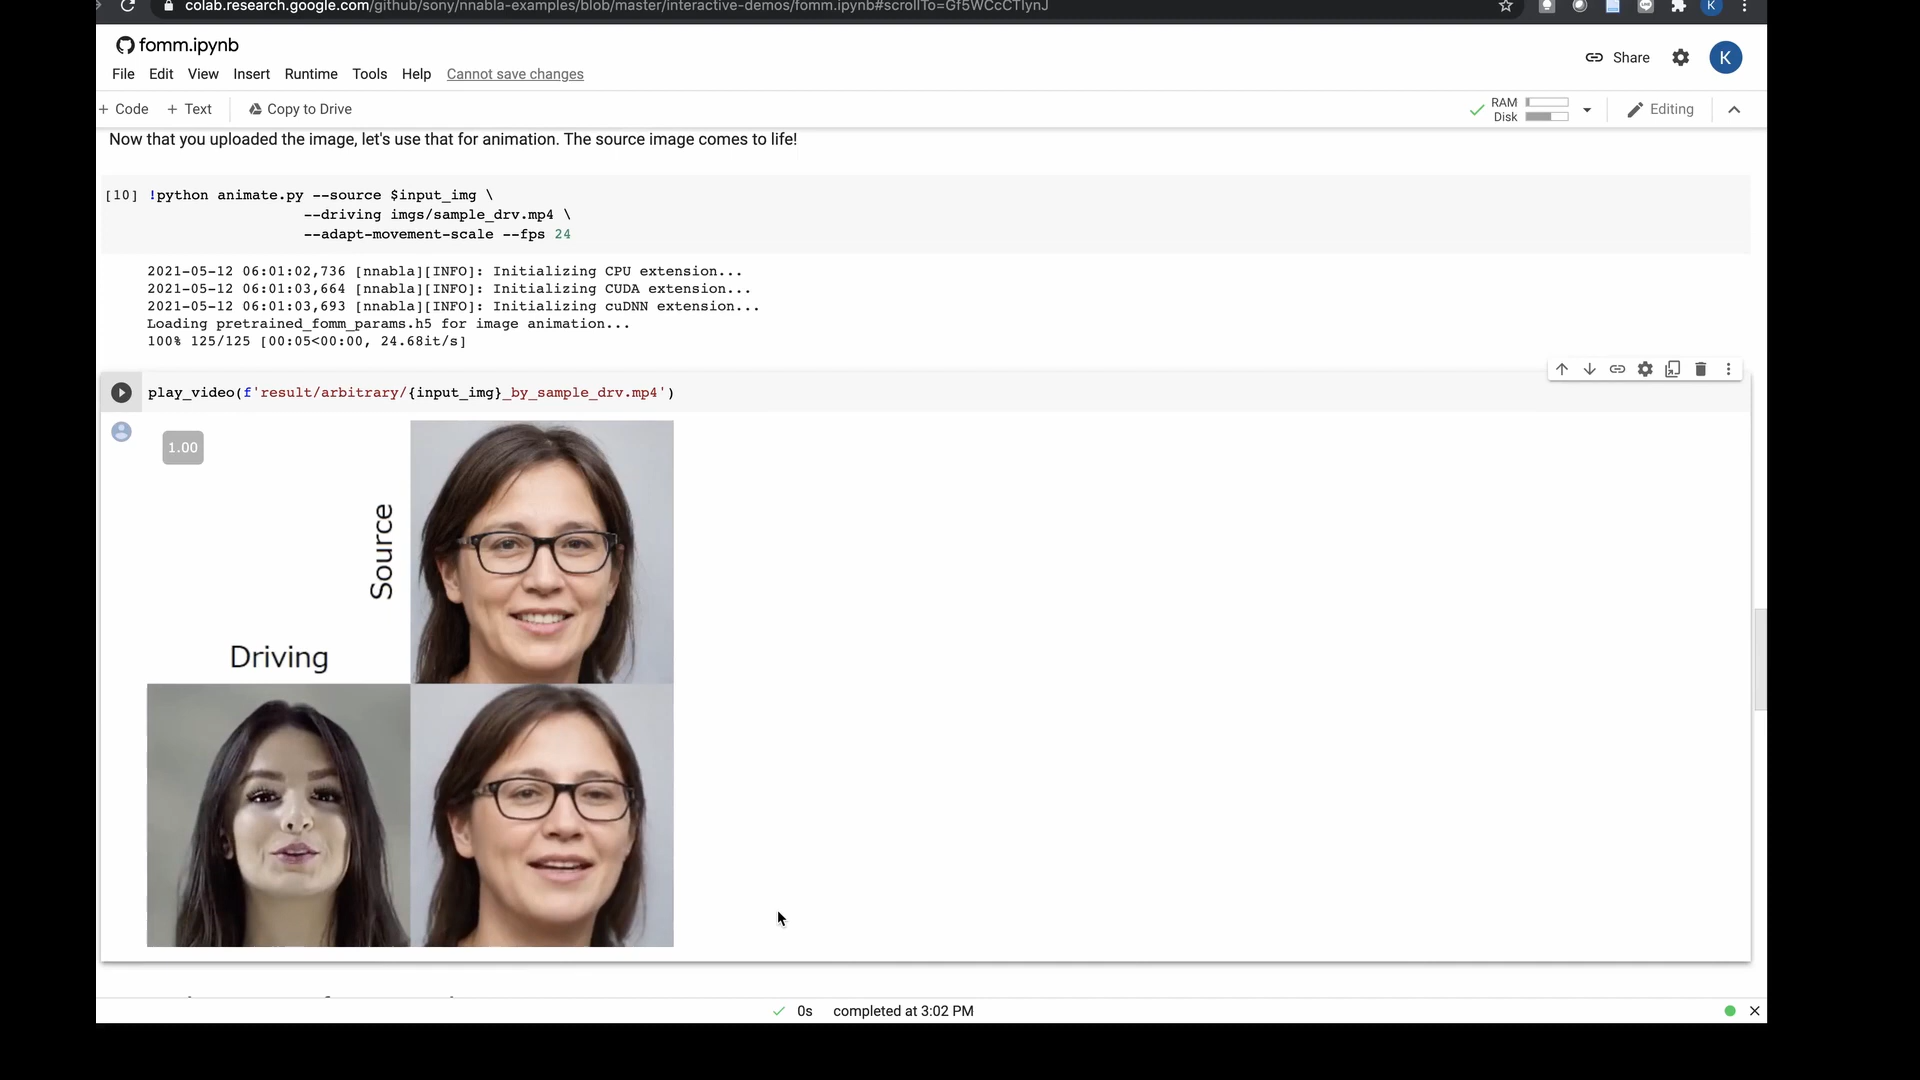 colab.research.google.com/github/sony/nnabla-examples/blob/master/interactive-demos/fomm.ipynb#scrollTo=Gf5WCcCTlynJ
K
fomm.ipynb
Share
K
File Edit View Insert Runtime Tools Help Cannot save changes
+ Code + Text Copy to Drive
RAM
Disk
Editing
Now that you uploaded the image, let's use that for animation. The source image comes to life!
[10] !python animate.py --source $input_img \
--driving imgs/sample_drv.mp4 \
--adapt-movement-scale --fps 24
2021-05-12 06:01:02,736 [nnabla][INFO]: Initializing CPU extension...
2021-05-12 06:01:03,664 [nnabla][INFO]: Initializing CUDA extension...
2021-05-12 06:01:03,693 [nnabla][INFO]: Initializing cuDNN extension...
Loading pretrained_fomm_params.h5 for image animation...
100% 125/125 [00:05<00:00, 24.68it/s]
play_video(f'result/arbitrary/{input_img}_by_sample_drv.mp4')
1.00
Source
Driving
0s completed at 3:02 PM